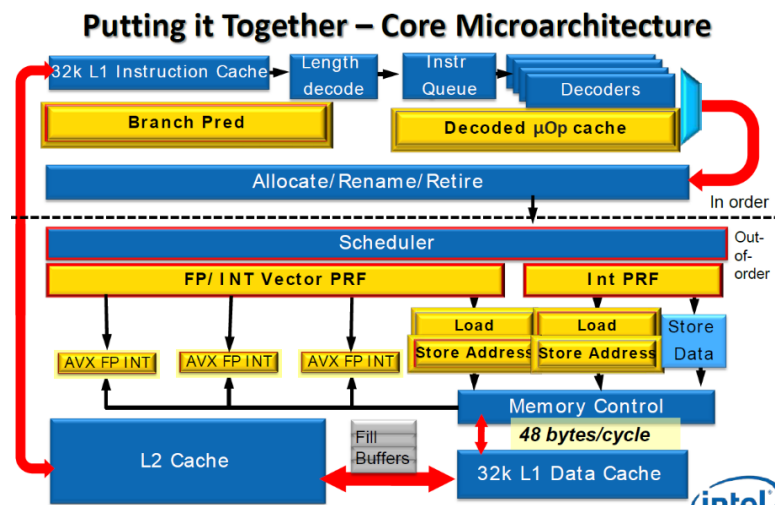 Putting it Together – Core Microarchitecture
32k L1 Instruction Cache
Length
decode
Instr
Queue
Decoders
Branch Pred
Decoded µOp cache
Allocate/Rename/Retire
In order
Scheduler
Out-
of-
order
FP/ INT Vector PRF
Int PRF
Load
Store Address
Load
Store Address
Store
Data
AVX FP INT
AVX FP INT
AVX FP INT
Memory Control
48 bytes/cycle
L2 Cache
Fill
Buffers
32k L1 Data Cache
intel